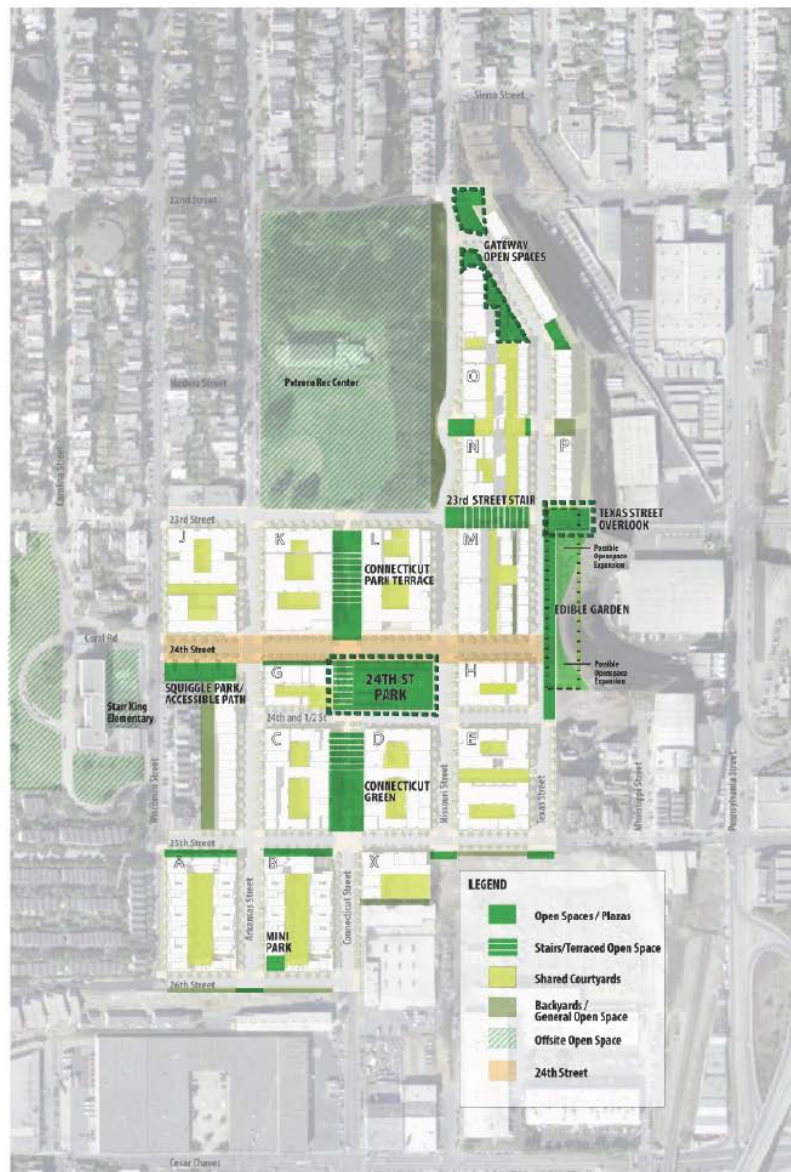 Sierra Street
22nd Street
GATEWAY
OPEN SPACES
Potrero Rec Center
Madera Street
Carolina Street
O
N
P
23rd STREET STAIR
TEXAS STREET
OVERLOOK
23rd Street
J
K
L
M
Possible
Openspace
Expansion
CONNECTICUT
PARK TERRACE
EDIBLE GARDEN
Coral Rd
24th Street
Possible
Openspace
Expansion
SQUIGGLE PARK/
ACCESSIBLE PATH
G
24TH ST
PARK
H
Starr King
Elementary
24th and 1/2 St
C
D
E
CONNECTICUT
GREEN
Wisconsin Street
Missouri Street
Texas Street
Mississippi Street
Pennsylvania Street
25th Street
A
B
X
Arkansas Street
Connecticut Street
MINI
PARK
26th Street
LEGEND
Open Spaces / Plazas
Stairs/Terraced Open Space
Shared Courtyards
Backyards /
General Open Space
Offsite Open Space
24th Street
Cesar Chavez